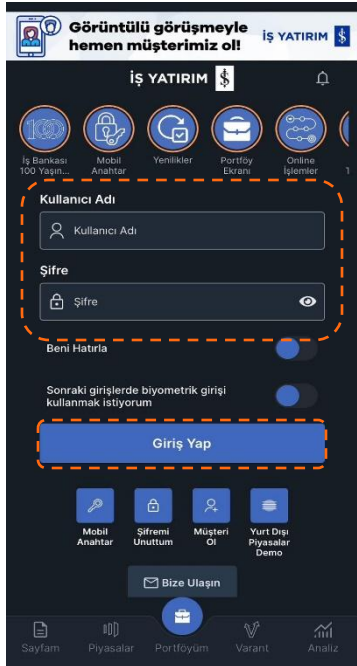 Görüntülü görüşmeyle
hemen müşterimiz ol!
İŞ YATIRIM
İŞ YATIRIM
100
İş Bankası
100 Yaşın...
Mobil
Anahtar
Yenilikler
Portföy
Ekranı
Online
İşlemler
Kullanıcı Adı
Kullanıcı Adı
Şifre
Şifre
Beni Hatırla
Sonraki girişlerde biyometrik girişi
kullanmak istiyorum
Giriş Yap
Mobil
Anahtar
Şifremi
Unuttum
Müşteri
Ol
Yurt Dışı
Piyasalar
Demo
Bize Ulaşın
Sayfam
Piyasalar
Portföyüm
Varant
Analiz